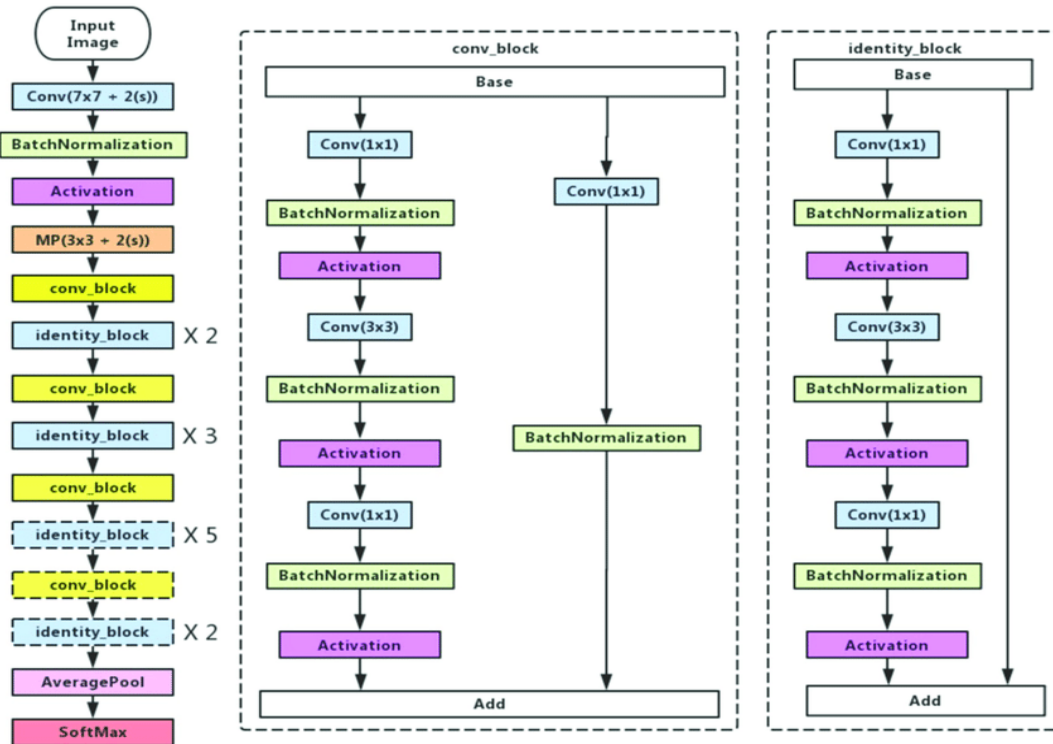 Input
Image
Conv(7x7 + 2(s))
BatchNormalization
Activation
MP(3x3 + 2(s))
conv_block
identity_block X 2
conv_block
identity_block X 3
conv_block
identity_block X 5
conv_block
identity_block X 2
AveragePool
SoftMax
conv_block
Base
Conv(1x1)
BatchNormalization
Activation
Conv(3x3)
BatchNormalization
Activation
Conv(1x1)
BatchNormalization
Activation
Conv(1x1)
BatchNormalization
Add
identity_block
Base
Conv(1x1)
BatchNormalization
Activation
Conv(3x3)
BatchNormalization
Activation
Conv(1x1)
BatchNormalization
Activation
Add